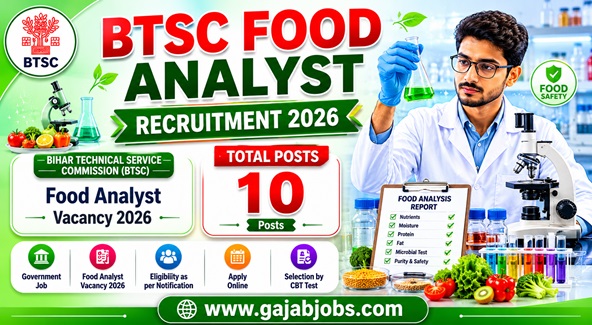 BTSC
BTSC FOOD
ANALYST
RECRUITMENT 2026
FOOD
SAFETY
BIHAR TECHNICAL SERVICE
COMMISSION (BTSC)
Food Analyst
Vacancy 2026
TOTAL POSTS
10
Posts
FOOD ANALYSIS
REPORT
Nutrients
Moisture
Protein
Fat
Microbial Test
Purity & Safety
Government
Job
Food Analyst
Vacancy 2026
Eligibility as
per Notification
Apply
Online
Selection by
CBT Test
www.gajabjobs.com